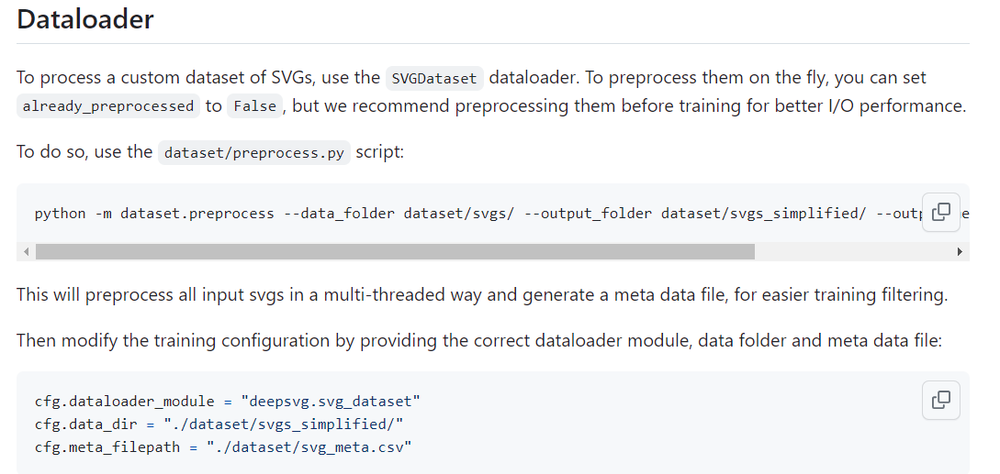 Dataloader
To process a custom dataset of SVGs, use the SVGDataset dataloader. To preprocess them on the fly, you can set
already_preprocessed to False, but we recommend preprocessing them before training for better I/O performance.
To do so, use the dataset/preprocess.py script:
python -m dataset.preprocess --data_folder dataset/svgs/ --output_folder dataset/svgs_simplified/
This will preprocess all input svgs in a multi-threaded way and generate a meta data file, for easier training filtering.
Then modify the training configuration by providing the correct dataloader module, data folder and meta data file:
cfg.dataloader_module = "deepsvg.svg_dataset"
cfg.data_dir = "./dataset/svgs_simplified/"
cfg.meta_filepath = "./dataset/svg_meta.csv"